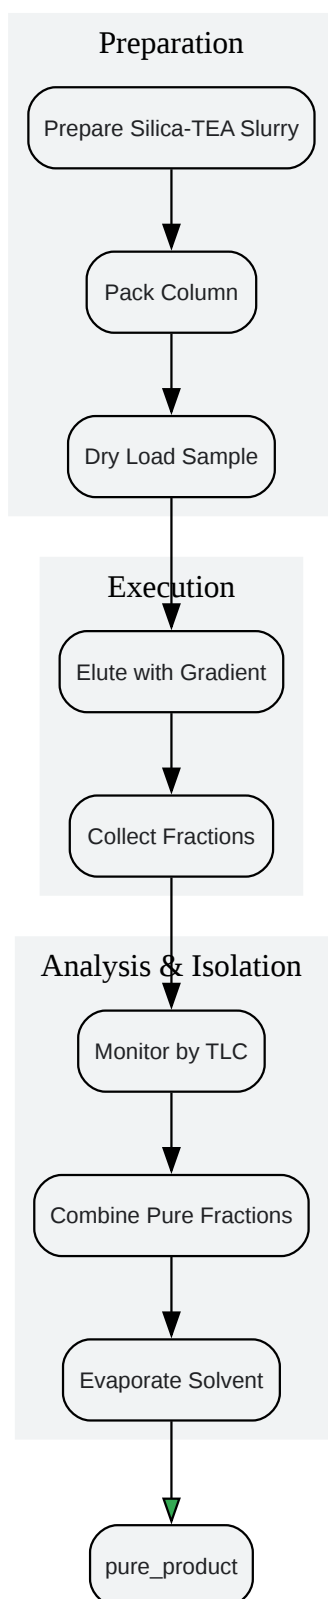 Preparation
Prepare Silica-TEA Slurry
Pack Column
Dry Load Sample
Execution
Elute with Gradient
Collect Fractions
Analysis & Isolation
Monitor by TLC
Combine Pure Fractions
Evaporate Solvent
pure_product